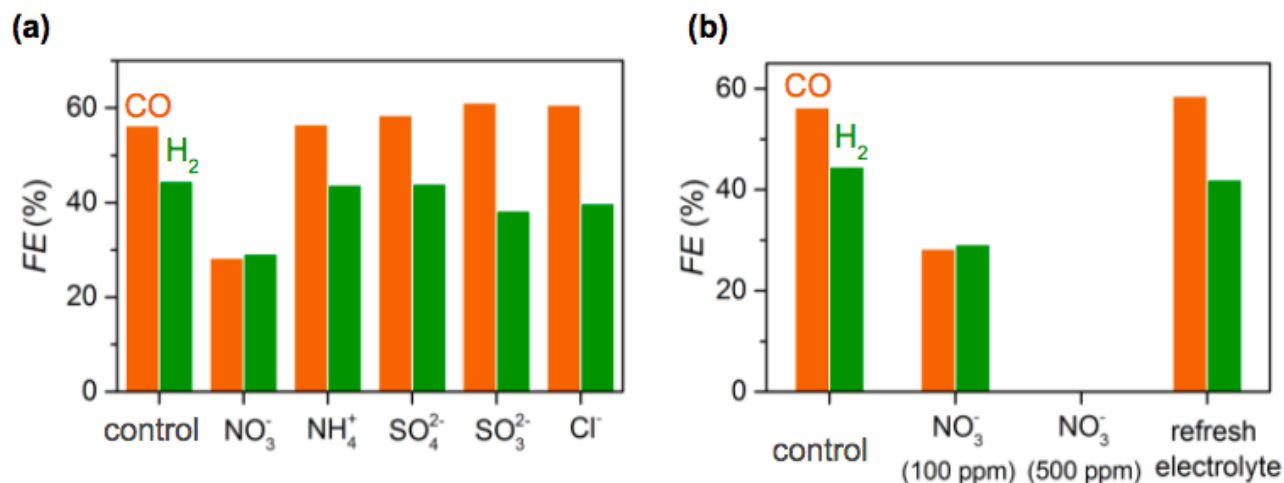 (a)
FE (%)
60
40
20
0
CO
H₂
control NO₃⁻ NH₄⁺ SO₄²⁻ SO₃²⁻ Cl⁻
(b)
FE (%)
60
40
20
0
CO
H₂
control
NO₃⁻
(100 ppm)
NO₃⁻
(500 ppm)
refresh
electrolyte